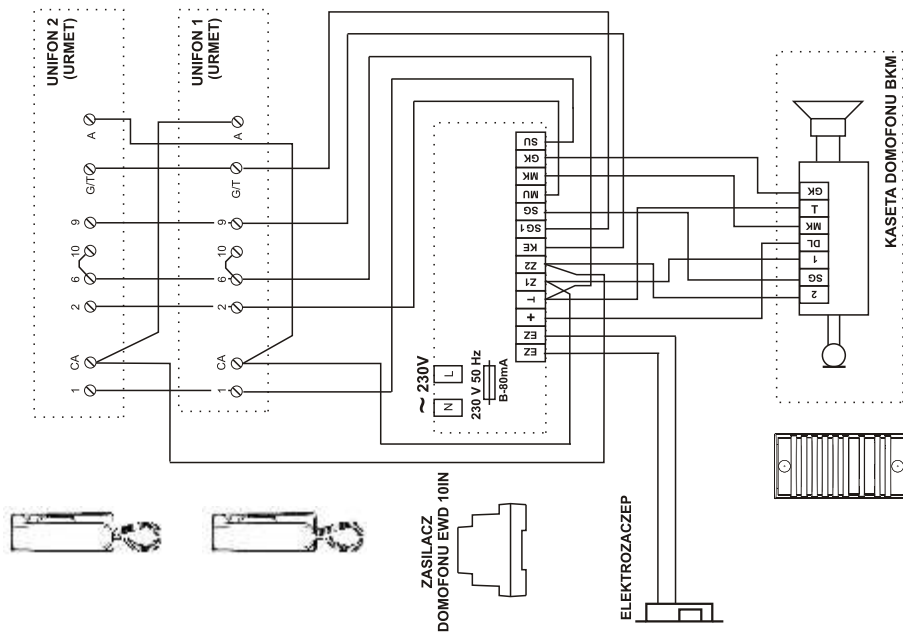 UNIFON 2
(URMET)
A
G/T
9
10
6
2
CA
1
UNIFON 1
(URMET)
A
G/T
9
10
6
2
CA
1
~ 230V
N
L
230 V 50 Hz
B-80mA
SU
GK
MK
MU
SG
SG1
KE
Z2
Z1
T
+
EZ
EZ
KASETA DOMOFONU BKM
GK
T
MK
DL
1
SG
2
ZASILACZ
DOMOFONU EWD 10IN
ELEKTROZACZEP